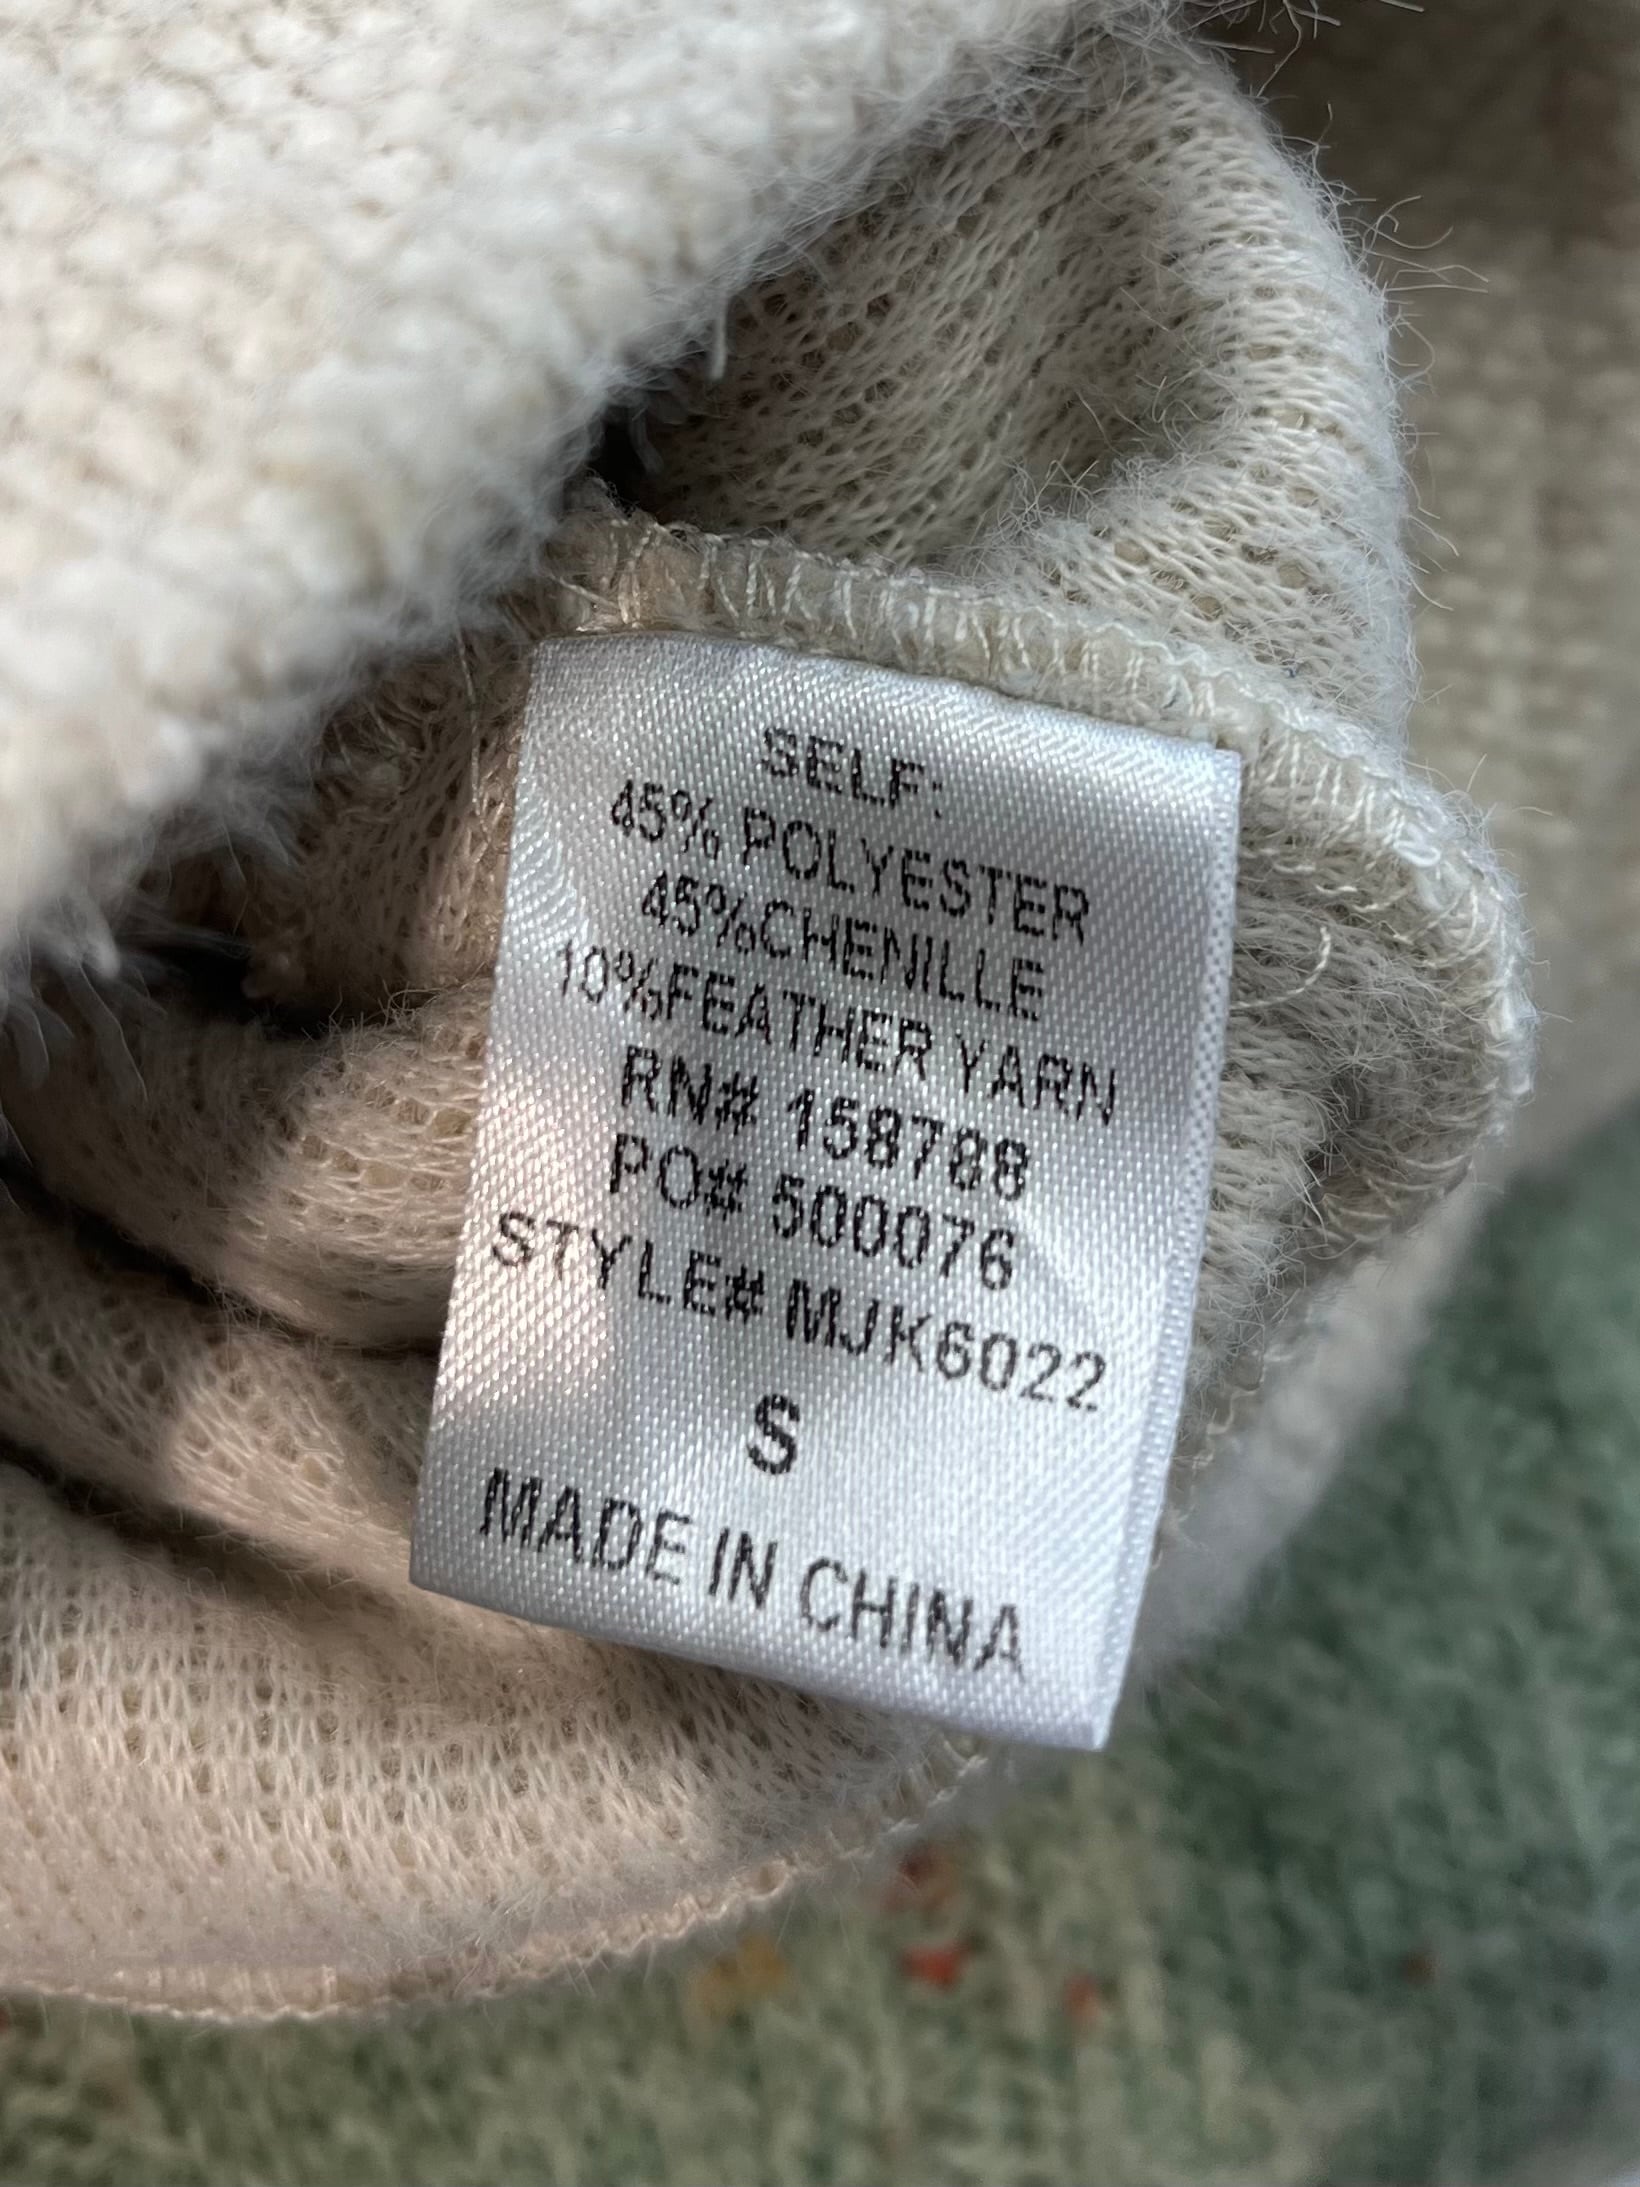 SELF:
45% POLYESTER
45%CHENILLE
10%FEATHER YARN
RN# 158788
PO# 500076
STYLE# MJK6022
S
MADE IN CHINA